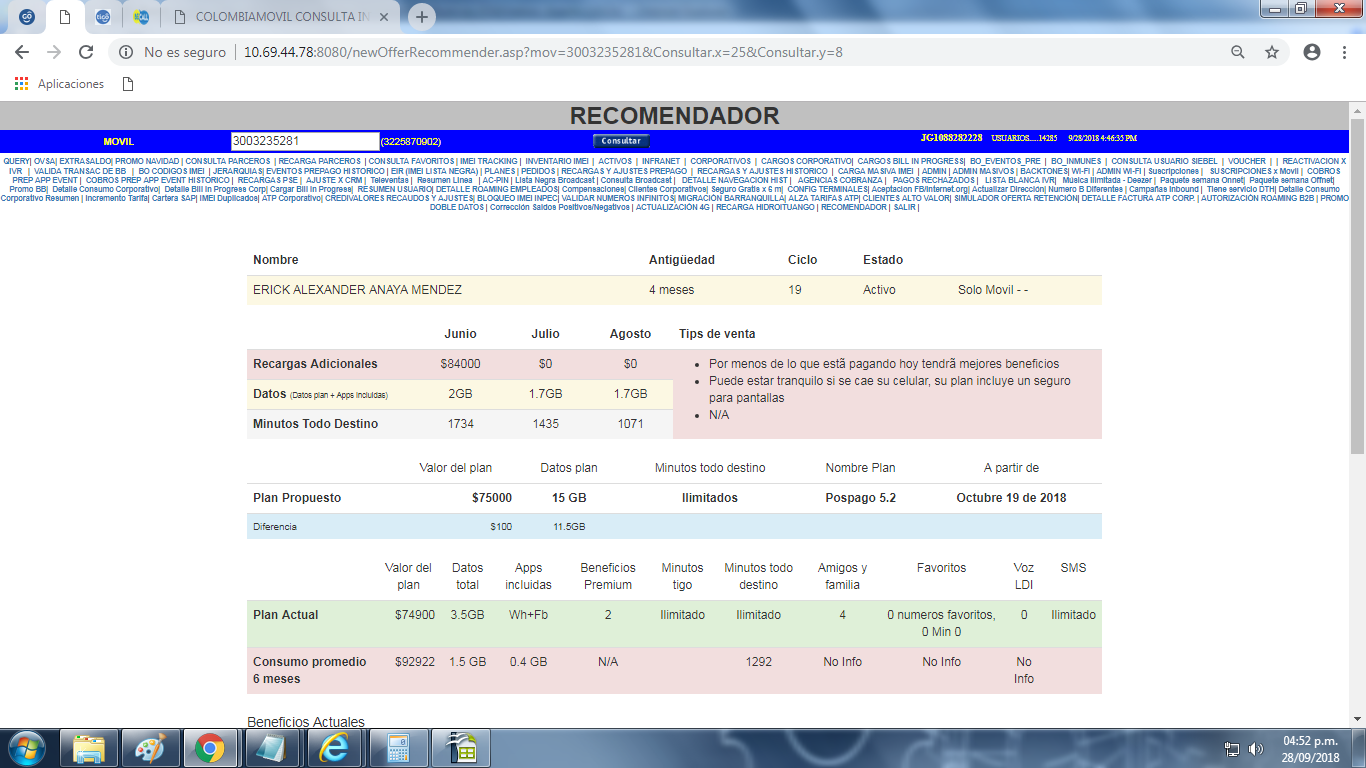 COLOMBIAMOVIL CONSULTA IN
No es seguro | 10.69.44.78:8080/newOfferRecommender.asp?mov=3003235281&Consultar.x=25&Consultar.y=8
Aplicaciones
RECOMENDADOR
MOVIL 3003235281 (3225870902) Consultar JG1088282228 USUARIOS.....14285 9/28/2018 4:46:35 PM
QUERY| OVSA| EXTRASALDO| PROMO NAVIDAD | CONSULTA PARCEROS | RECARGA PARCEROS | CONSULTA FAVORITOS | IMEI TRACKING | INVENTARIO IMEI | ACTIVOS | INFRANET | CORPORATIVOS | CARGOS CORPORATIVO| CARGOS BILL IN PROGRESS| BO_EVENTOS_PRE | BO_INMUNES | CONSULTA USUARIO SIEBEL | VOUCHER | | REACTIVACION X
IVR | VALIDA TRANSAC DE BB | BO CODIGOS IMEI | JERARQUIAS| EVENTOS PREPAGO HISTORICO | EIR (IMEI LISTA NEGRA) | PLANES | PEDIDOS | RECARGAS Y AJUSTES PREPAGO | RECARGAS Y AJUSTES HISTORICO | CARGA MASIVA IMEI | ADMIN | ADMIN MASIVOS | BACKTONES| WI-FI | ADMIN WI-FI | Suscripciones | SUSCRIPCIONES x Movil | COBROS
PREP APP EVENT | COBROS PREP APP EVENT HISTORICO | RECARGAS PSE | AJUSTE X CRM | Televentas | Resumen Linea | AC-PIN | Lista Negra Broadcast | Consulta Broadcast | DETALLE NAVEGACION HIST | AGENCIAS COBRANZA | PAGOS RECHAZADOS | LISTA BLANCA IVR| Música Ilimitada - Deezer | Paquete semana Onnet| Paquete semana Offnet|
Promo BB| Detalle Consumo Corporativo| Detalle Bill In Progress Corp| Cargar Bill In Progress| RESUMEN USUARIO| DETALLE ROAMING EMPLEADOS| Compensaciones| Clientes Corporativos| Seguro Gratis x 6 m| CONFIG TERMINALES| Aceptacion FB/Internet.org| Actualizar Dirección| Numero B Diferentes | Campañas Inbound | Tiene servicio DTH| Detalle Consumo
Corporativo Resumen | Incremento Tarifa| Cartera SAP| IMEI Duplicados| ATP Corporativo| CREDIVALORES RECAUDOS Y AJUSTES| BLOQUEO IMEI INPEC| VALIDAR NUMEROS INFINITOS| MIGRACIÓN BARRANQUILLA| ALZA TARIFAS ATP| CLIENTES ALTO VALOR| SIMULADOR OFERTA RETENCIÓN| DETALLE FACTURA ATP CORP. | AUTORIZACIÓN ROAMING B2B | PROMO
DOBLE DATOS | Corrección Saldos Positivos/Negativos | ACTUALIZACIÓN 4G | RECARGA HIDROITUANGO | RECOMENDADOR | SALIR |
Nombre Antigüedad Ciclo Estado
ERICK ALEXANDER ANAYA MENDEZ 4 meses 19 Activo Solo Movil - -
Junio Julio Agosto Tips de venta
Recargas Adicionales $84000 $0 $0
Datos (Datos plan + Apps incluidas) 2GB 1.7GB 1.7GB
Minutos Todo Destino 1734 1435 1071
• Por menos de lo que estã pagando hoy tendrã mejores beneficios
• Puede estar tranquilo si se cae su celular, su plan incluye un seguro
para pantallas
• N/A
Valor del plan Datos plan Minutos todo destino Nombre Plan A partir de
Plan Propuesto $75000 15 GB Ilimitados Pospago 5.2 Octubre 19 de 2018
Diferencia $100 11.5GB
Valor del Datos Apps Beneficios Minutos Minutos todo Amigos y Favoritos Voz SMS
plan total incluidas Premium tigo destino familia LDI
Plan Actual $74900 3.5GB Wh+Fb 2 Ilimitado Ilimitado 4 0 numeros favoritos, 0 Ilimitado
0 Min 0
Consumo promedio $92922 1.5 GB 0.4 GB N/A 1292 No Info No Info No
6 meses Info
Beneficios Actuales
04:52 p.m.
28/09/2018